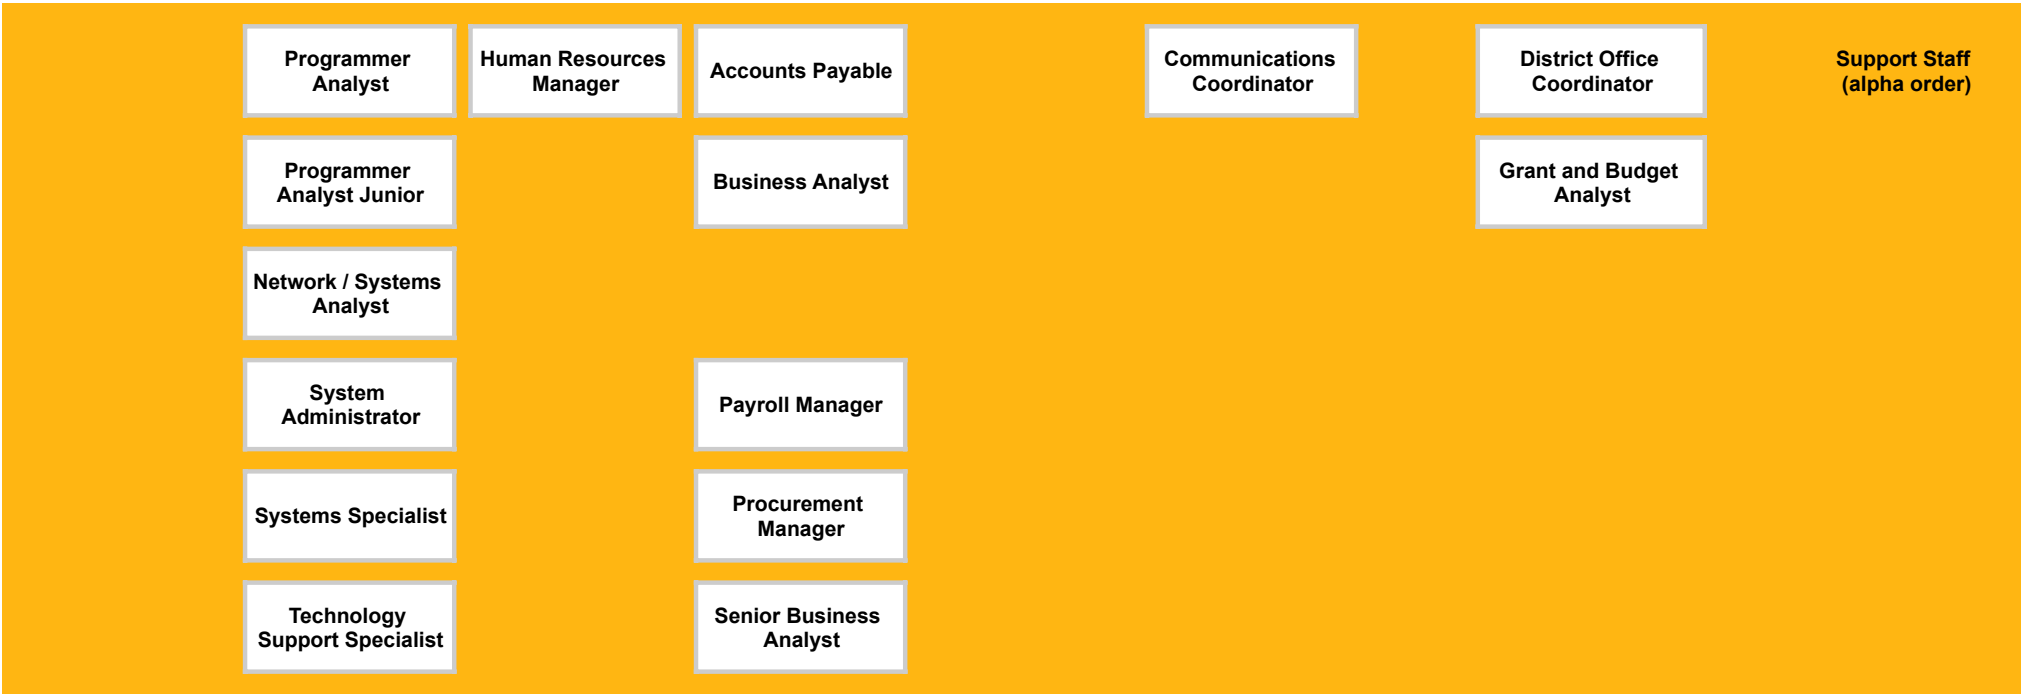 Programmer
Analyst
Human Resources
Manager
Accounts Payable
Communications
Coordinator
District Office
Coordinator
Support Staff
(alpha order)
Programmer
Analyst Junior
Business Analyst
Grant and Budget
Analyst
Network / Systems
Analyst
System
Administrator
Payroll Manager
Systems Specialist
Procurement
Manager
Technology
Support Specialist
Senior Business
Analyst